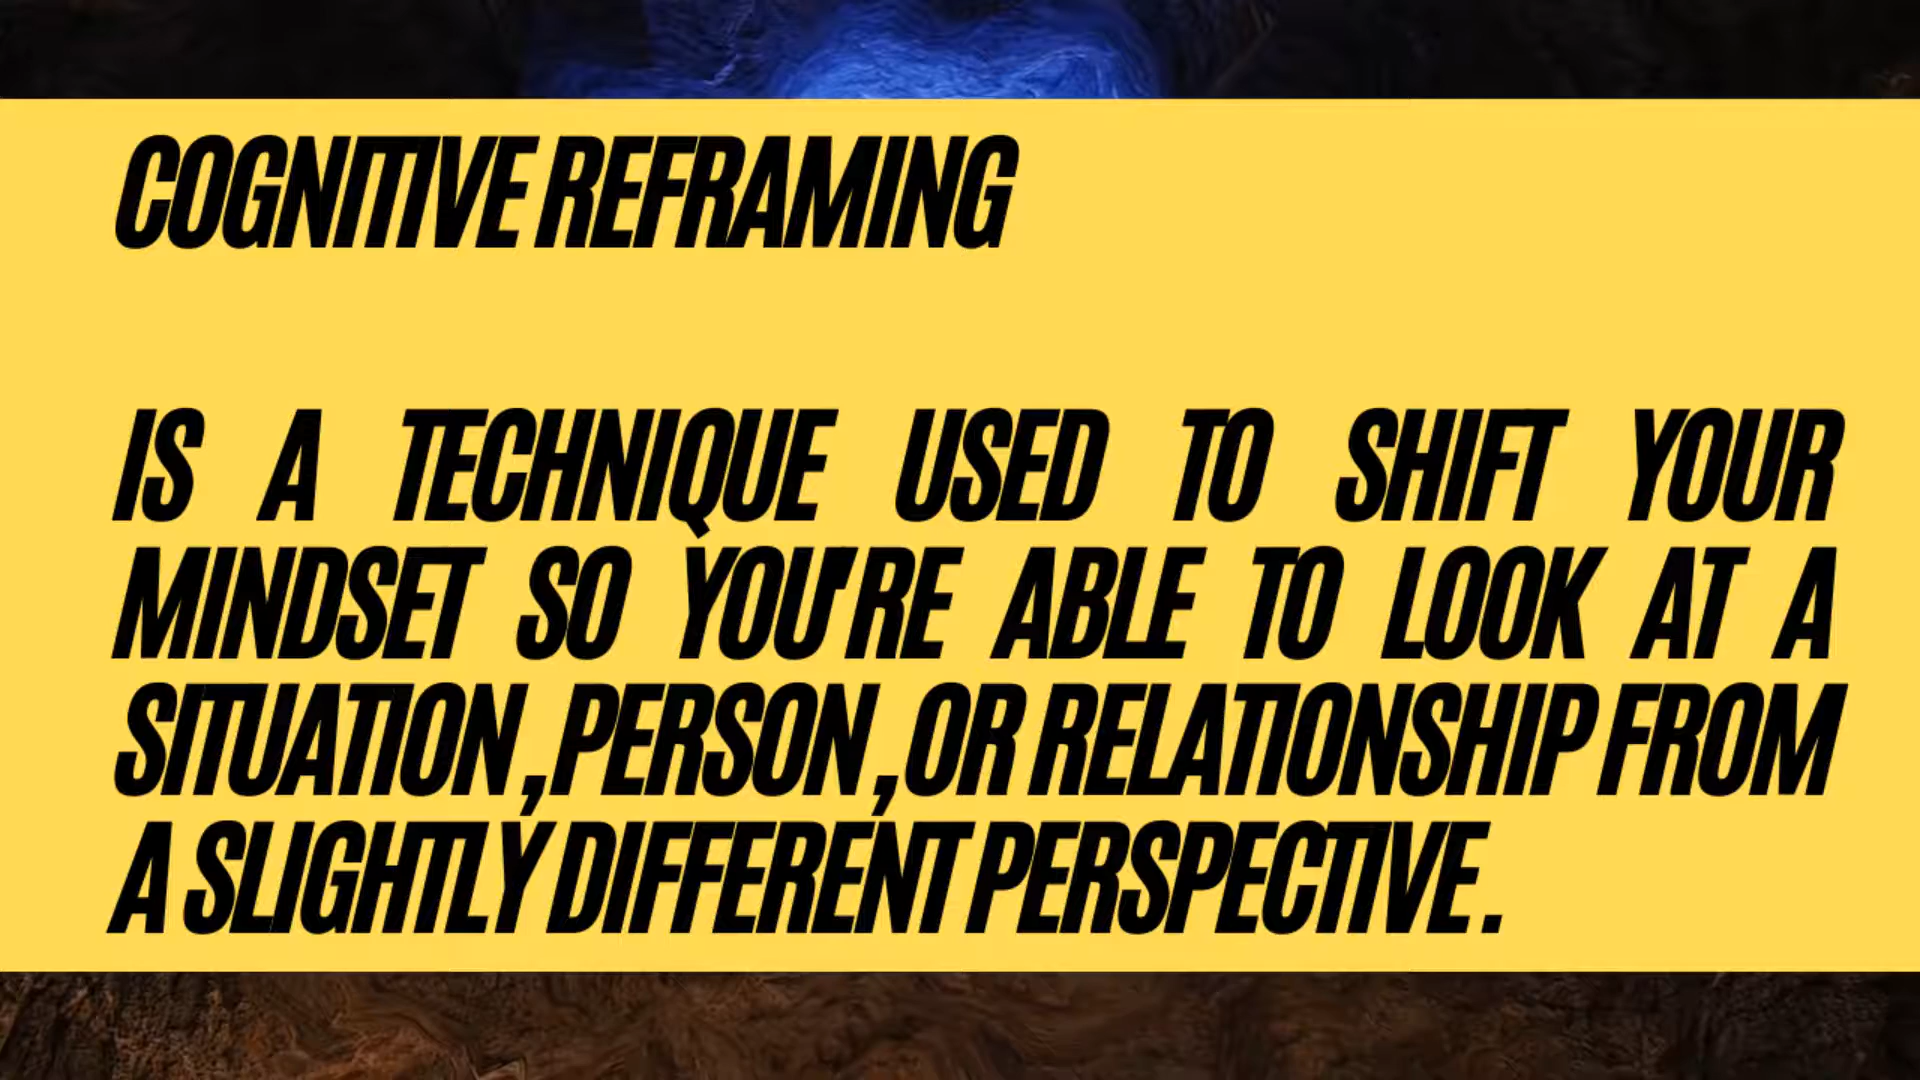 COGNITIVE REFRAMING
IS A TECHNIQUE USED TO SHIFT YOUR
MINDSET SO YOU'RE ABLE TO LOOK AT A
SITUATION ,PERSON ,OR RELATIONSHIP FROM
A SLIGHTLY DIFFERENT PERSPECTIVE .